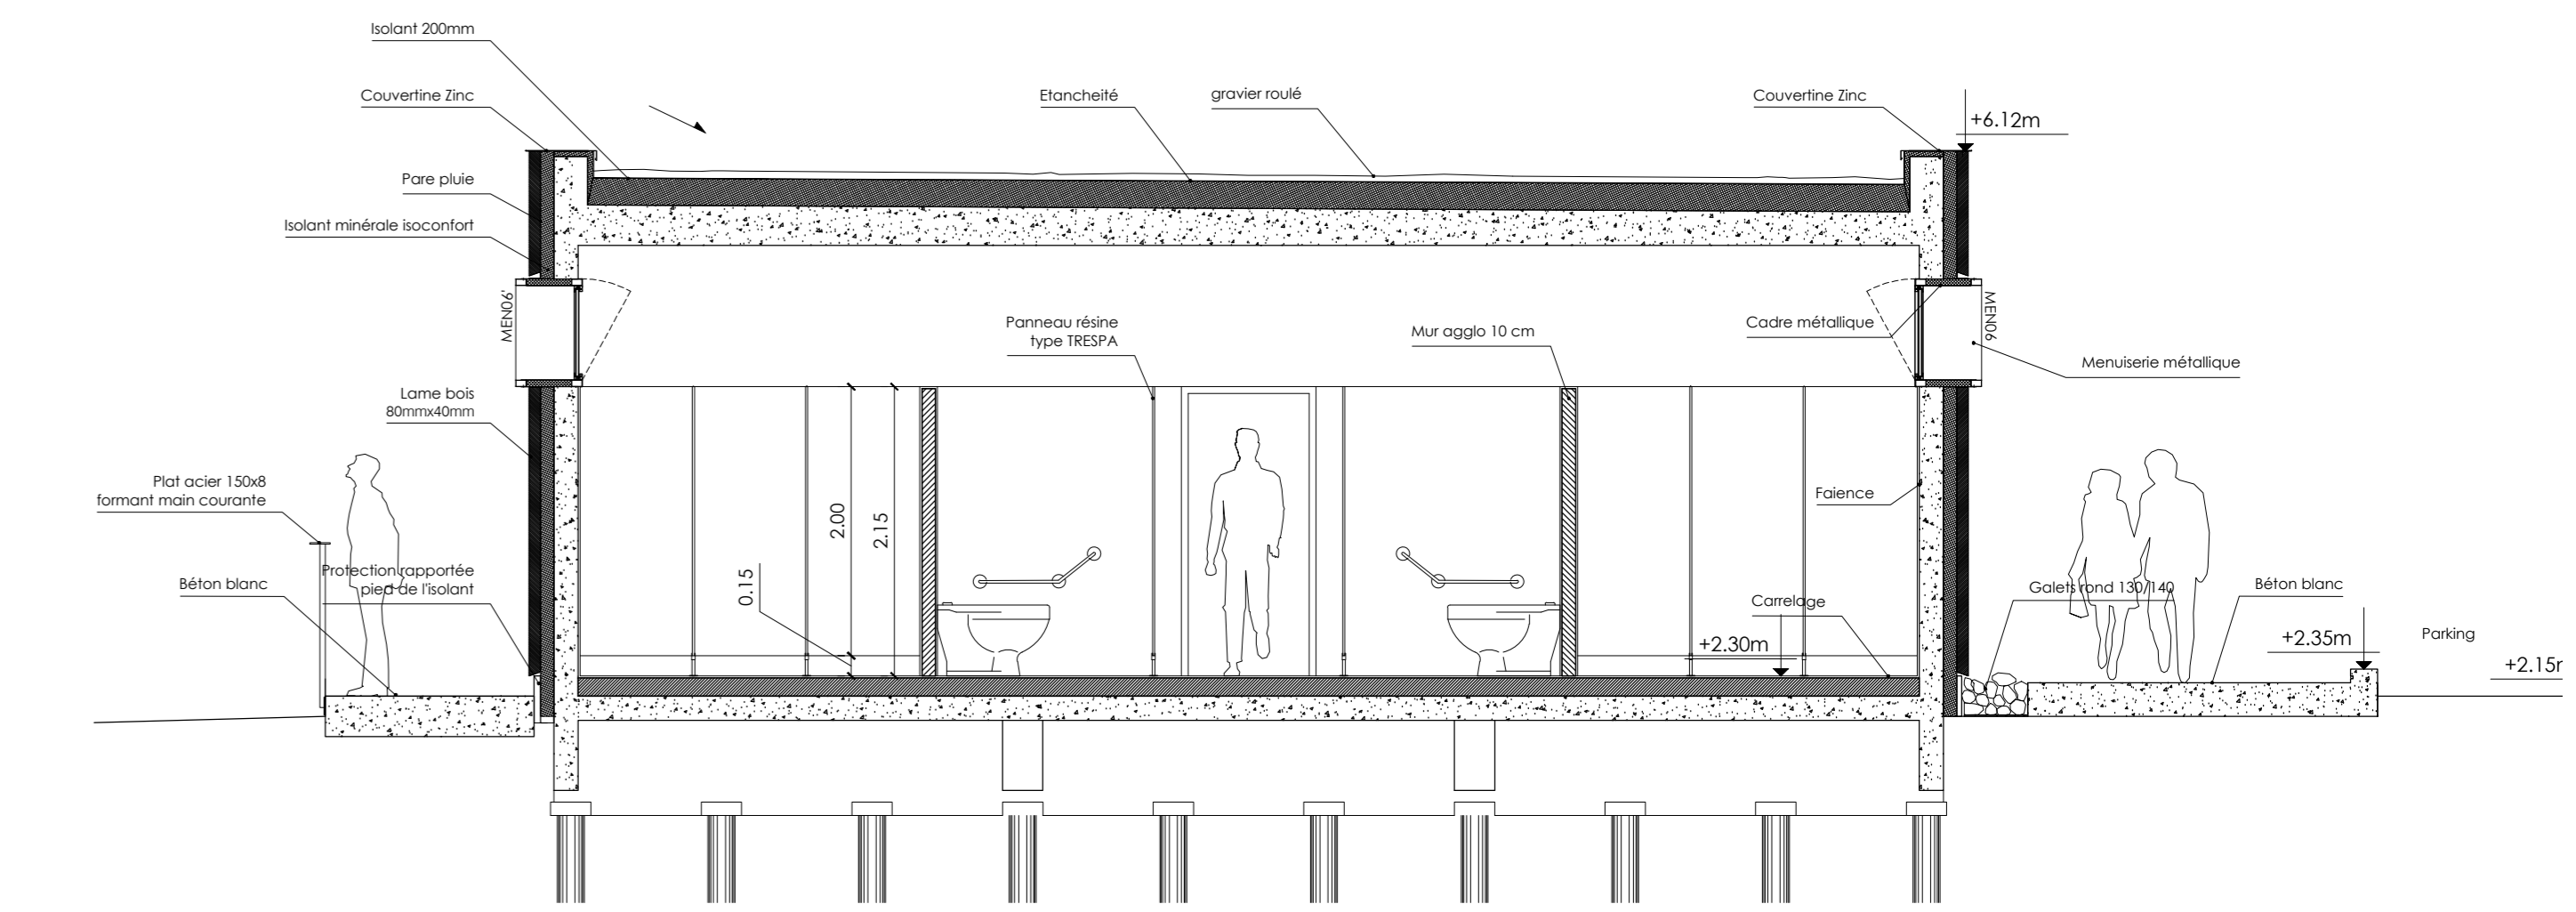 Isolant 200mm
Couvertine Zinc
Etancheité
gravier roulé
Couvertine Zinc
+6.12m
Pare pluie
Isolant minérale isoconfort
MEN06'
Panneau résine
type TRESPA
Mur agglo 10 cm
Cadre métallique
MEN06
Menuiserie métallique
Lame bois
80mmx40mm
Plat acier 150x8
formant main courante
2.00
2.15
Faience
Protection rapportée
pied de l'isolant
Béton blanc
0.15
Carrelage
Galets rond 130/140
Béton blanc
+2.30m
+2.35m
Parking
+2.15r